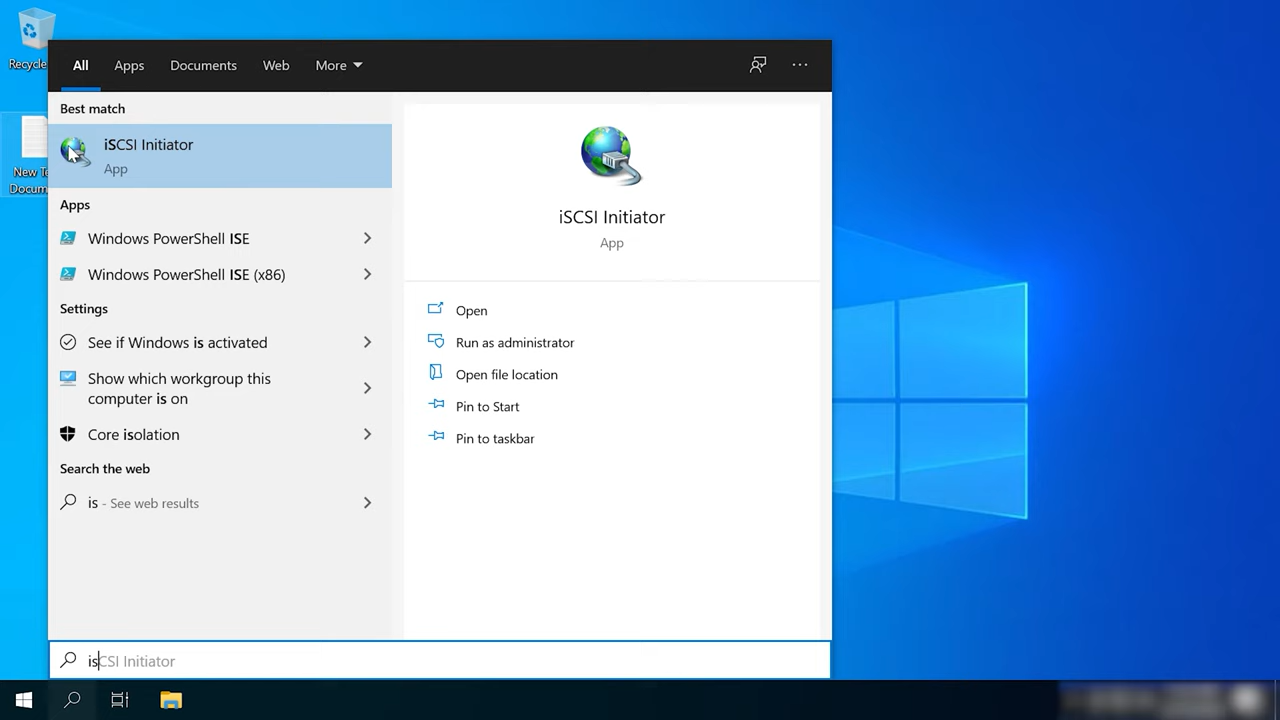 Recycle
New Te
Docum
All
Apps
Documents
Web
More
Best match
iSCSI Initiator
App
Apps
Windows PowerShell ISE
Windows PowerShell ISE (x86)
Settings
See if Windows is activated
Show which workgroup this
computer is on
Core isolation
Search the web
is - See web results
iSCSI Initiator
App
Open
Run as administrator
Open file location
Pin to Start
Pin to taskbar
isCSI Initiator